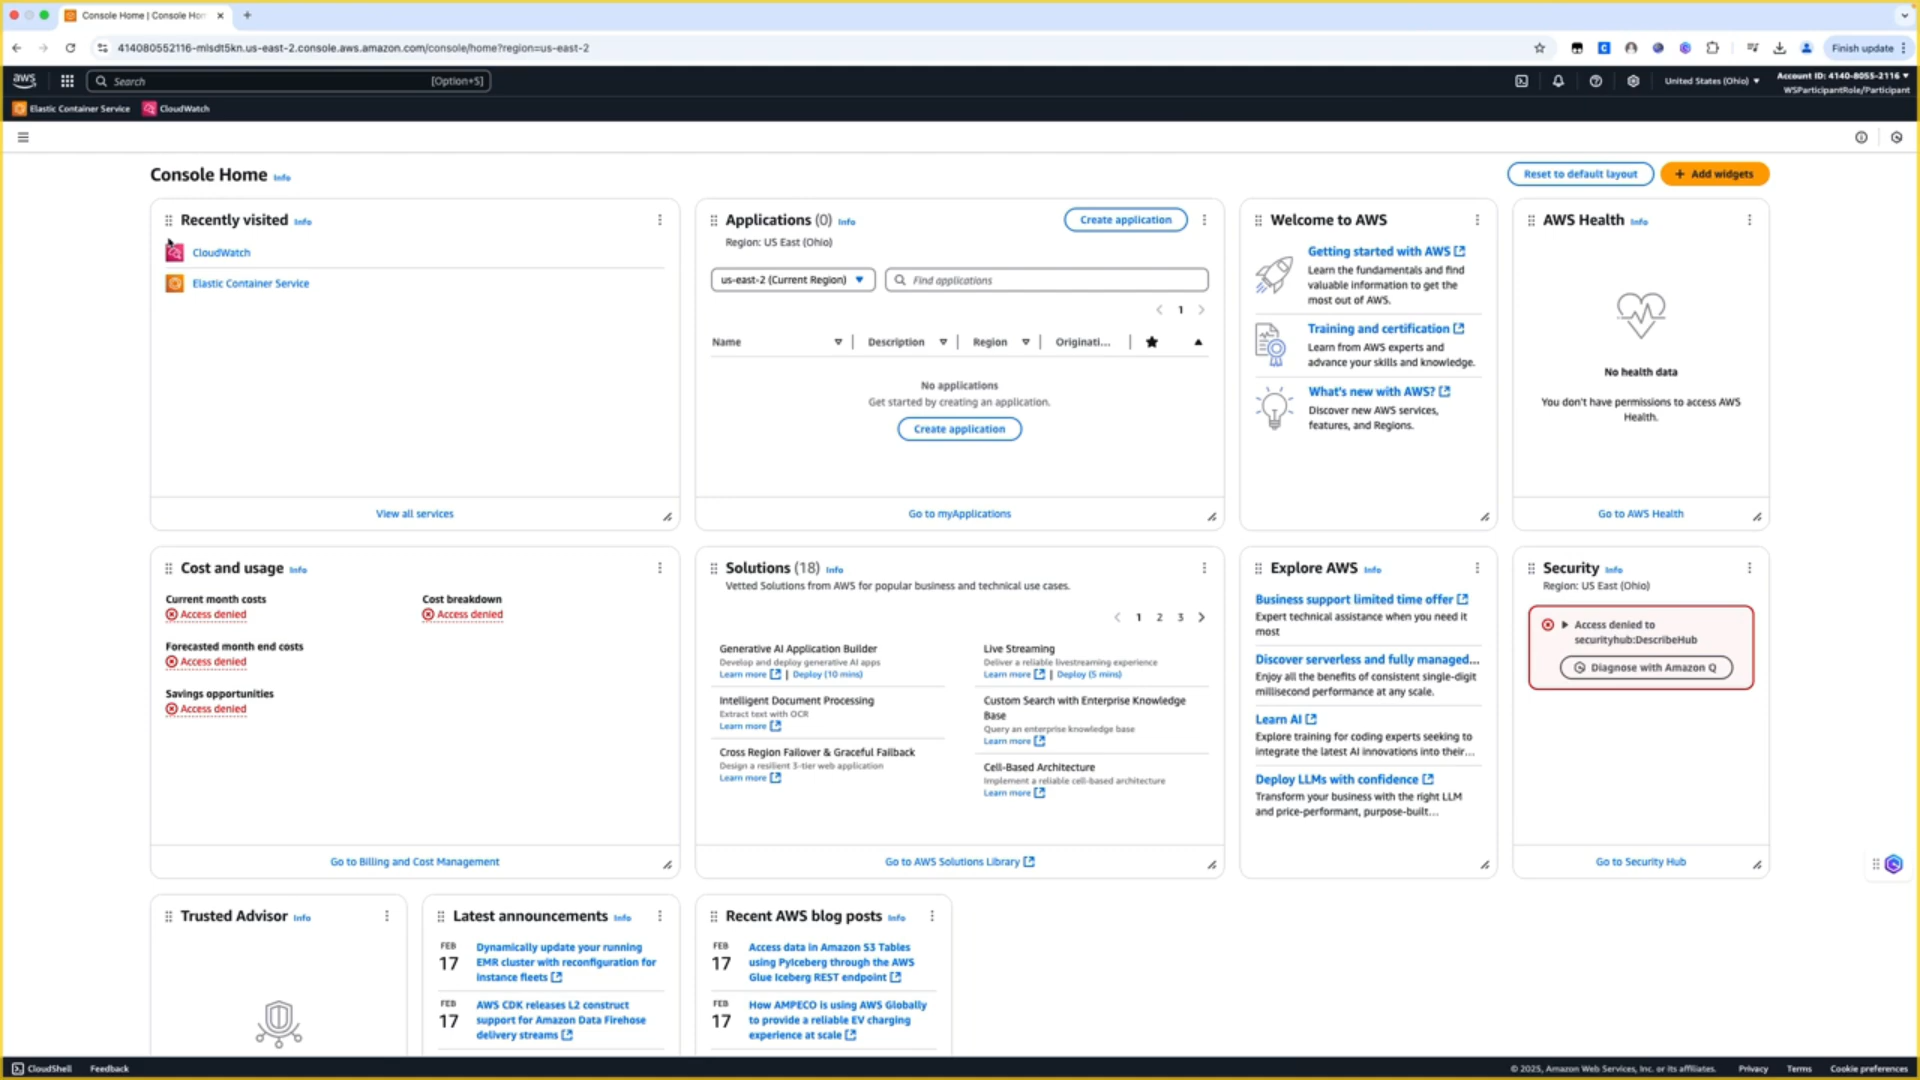 Console Home | Console Hom
414080552116-mlsdt5kn.us-east-2.console.aws.amazon.com/console/home?region=us-east-2
Finish update
aws
Search
[Option+S]
United States (Ohio)
Account ID: 4140-8055-2116
WSParticipantRole/Participant
Elastic Container Service
CloudWatch
Console Home Info
Reset to default layout
+ Add widgets
Recently visited Info
CloudWatch
Elastic Container Service
View all services
Applications (0) Info
Region: US East (Ohio)
Create application
us-east-2 (Current Region)
Find applications
1
Name
Description
Region
Originati...
No applications
Get started by creating an application.
Create application
Go to myApplications
Welcome to AWS
Getting started with AWS
Learn the fundamentals and find
valuable information to get the
most out of AWS.
Training and certification
Learn from AWS experts and
advance your skills and knowledge.
What's new with AWS?
Discover new AWS services,
features, and Regions.
AWS Health Info
No health data
You don't have permissions to access AWS
Health.
Go to AWS Health
Cost and usage Info
Current month costs
Access denied
Cost breakdown
Access denied
Forecasted month end costs
Access denied
Savings opportunities
Access denied
Go to Billing and Cost Management
Solutions (18) Info
Vetted Solutions from AWS for popular business and technical use cases.
1 2 3
Generative AI Application Builder
Develop and deploy generative AI apps
Learn more | Deploy (10 mins)
Intelligent Document Processing
Extract text with OCR
Learn more
Cross Region Failover & Graceful Failback
Design a resilient 3-tier web application
Learn more
Live Streaming
Deliver a reliable livestreaming experience
Learn more | Deploy (5 mins)
Custom Search with Enterprise Knowledge
Base
Query an enterprise knowledge base
Learn more
Cell-Based Architecture
Implement a reliable cell-based architecture
Learn more
Go to AWS Solutions Library
Explore AWS Info
Business support limited time offer
Expert technical assistance when you need it
most
Discover serverless and fully managed...
Enjoy all the benefits of consistent single-digit
millisecond performance at any scale.
Learn AI
Explore training for coding experts seeking to
integrate the latest AI innovations into their...
Deploy LLMs with confidence
Transform your business with the right LLM
and price-performant, purpose-built...
Security Info
Region: US East (Ohio)
Access denied to
securityhub:DescribeHub
Diagnose with Amazon Q
Go to Security Hub
Trusted Advisor Info
Latest announcements Info
FEB
17
Dynamically update your running
EMR cluster with reconfiguration for
instance fleets
FEB
17
AWS CDK releases L2 construct
support for Amazon Data Firehose
delivery streams
Recent AWS blog posts Info
FEB
17
Access data in Amazon S3 Tables
using PyIceberg through the AWS
Glue Iceberg REST endpoint
FEB
17
How AMPECO is using AWS Globally
to provide a reliable EV charging
experience at scale
CloudShell
Feedback
© 2025, Amazon Web Services, Inc. or its affiliates.
Privacy
Terms
Cookie preferences